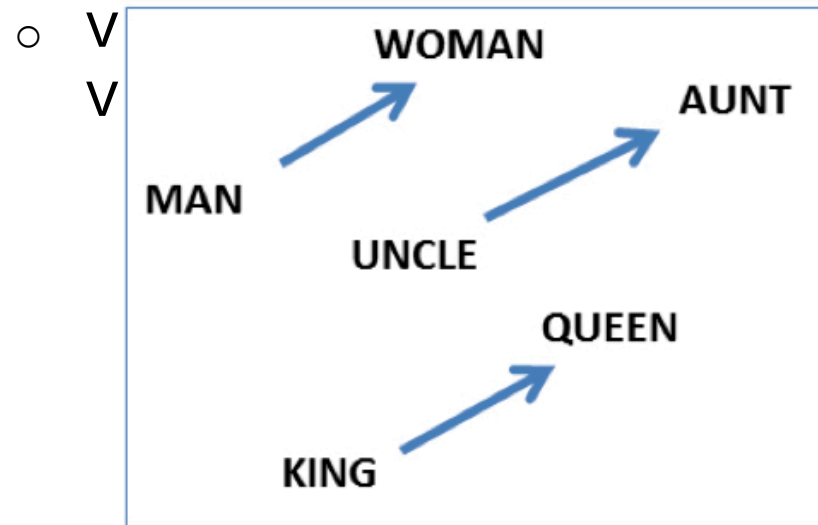 ○ V
V
WOMAN
AUNT
MAN
UNCLE
QUEEN
KING